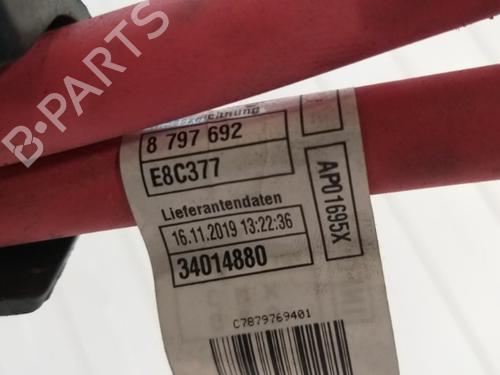 8 797 692
E8C377
Lieferantendaten
16.11.2019 13:22:36
34014880
AP01695X
C7879769401
B-PARTS